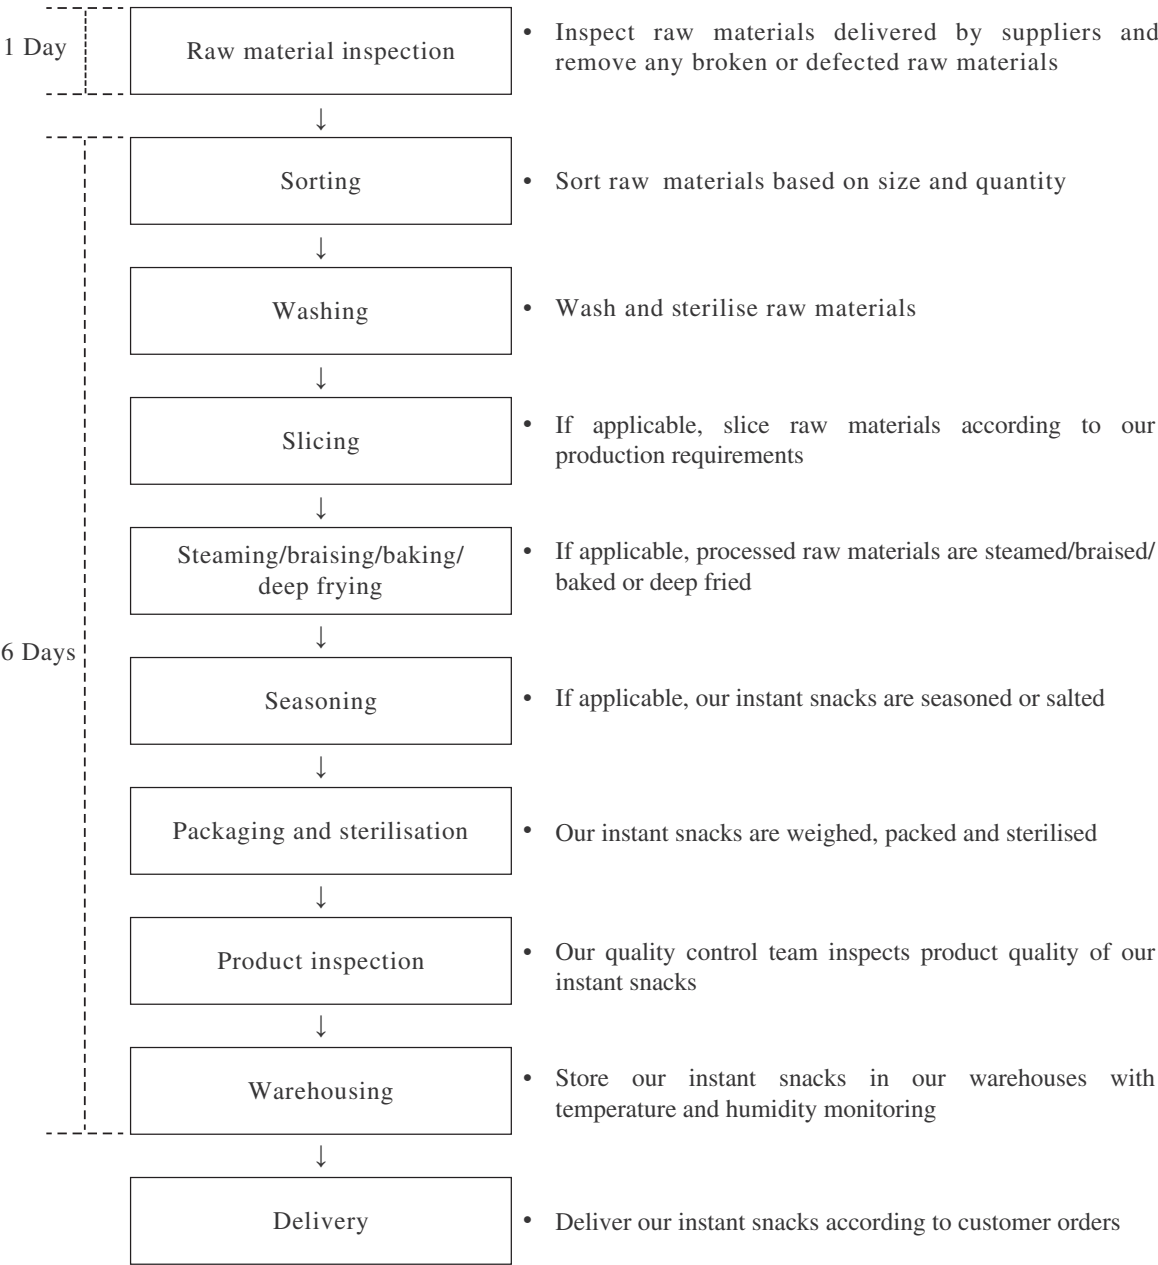 1 Day
Raw material inspection
• Inspect raw materials delivered by suppliers and
remove any broken or defected raw materials
↓
Sorting
• Sort raw materials based on size and quantity
↓
Washing
• Wash and sterilise raw materials
↓
Slicing
• If applicable, slice raw materials according to our
production requirements
↓
Steaming/braising/baking/
deep frying
• If applicable, processed raw materials are steamed/braised/
baked or deep fried
↓
6 Days
Seasoning
• If applicable, our instant snacks are seasoned or salted
↓
Packaging and sterilisation
• Our instant snacks are weighed, packed and sterilised
↓
Product inspection
• Our quality control team inspects product quality of our
instant snacks
↓
Warehousing
• Store our instant snacks in our warehouses with
temperature and humidity monitoring
↓
Delivery
• Deliver our instant snacks according to customer orders